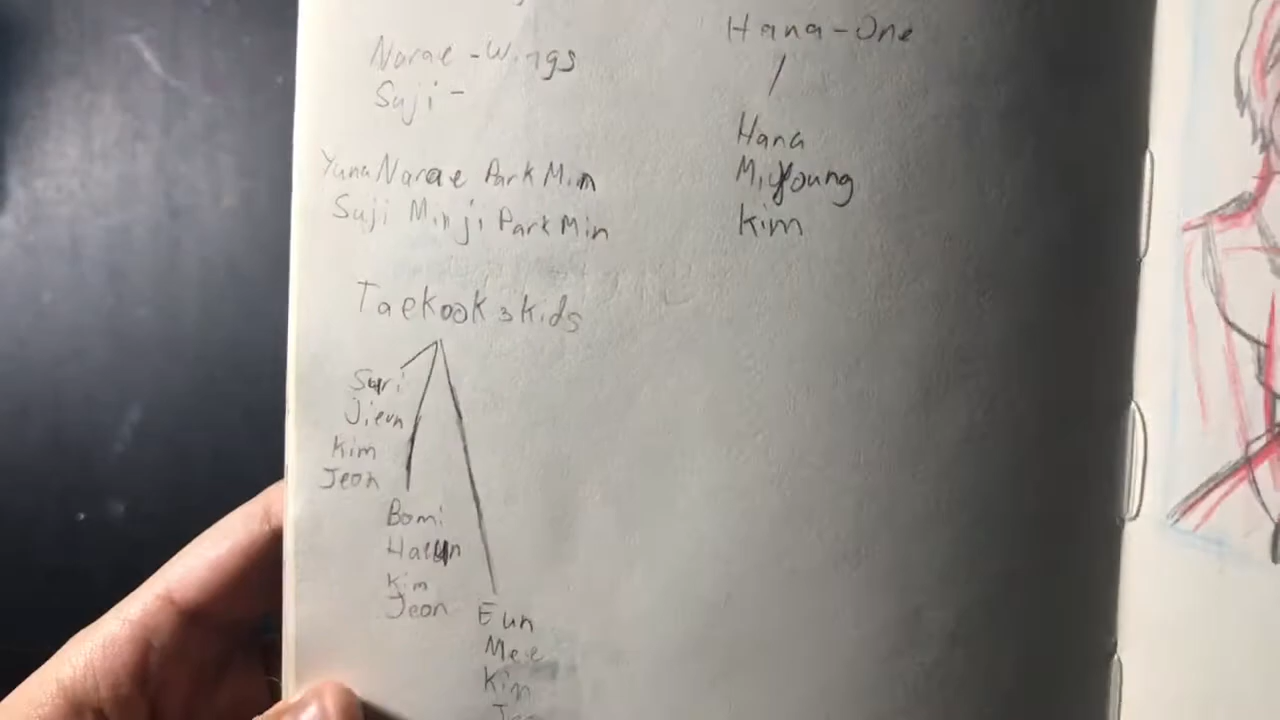 Narae - Wings
Suji -
Yuna Narae Park Min
Suji Minji Park Min
Hana - One
Hana
Miyoung
Kim
Taekook 3 kids
Jieun
Kim
Jeon
Bomi
Kim
Jeon
Eun
Mee
Kim